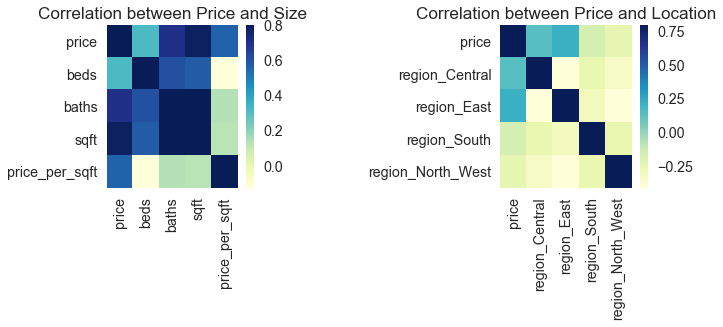 Correlation between Price and Size
price
beds
baths
sqft
price_per_sqft
price
beds
baths
sqft
price_per_sqft
0.8
0.6
0.4
0.2
0.0
Correlation between Price and Location
price
region_Central
region_East
region_South
region_North_West
price
region_Central
region_East
region_South
region_North_West
0.75
0.50
0.25
0.00
−0.25